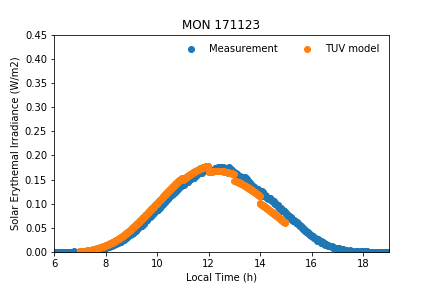 MON 171123
Measurement
TUV model
Solar Erythemal Irradiance (W/m2)
0.45
0.40
0.35
0.30
0.25
0.20
0.15
0.10
0.05
0.00
6 8 10 12 14 16 18
Local Time (h)